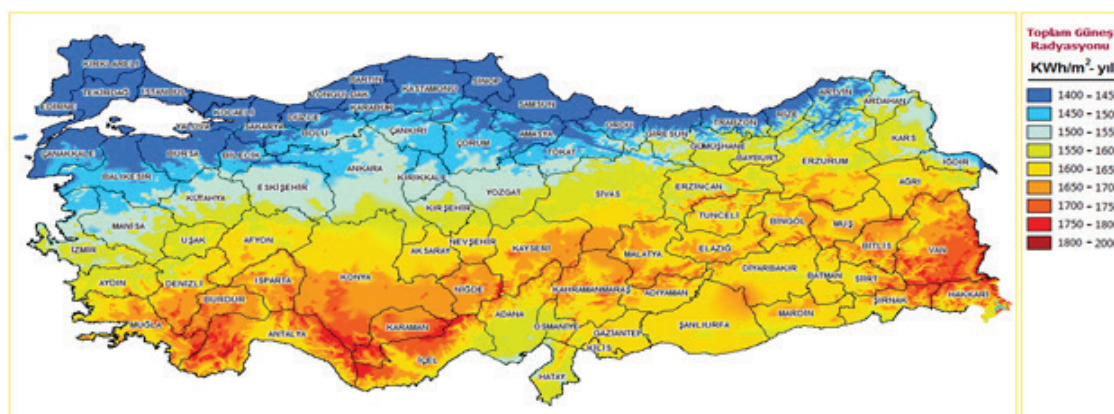 Toplam Güneş
Radyasyonu
KWh/m²- yıl
1400 - 145
1450 - 150
1500 - 155
1550 - 160
1600 - 165
1650 - 170
1700 - 175
1750 - 180
1800 - 200
KIRKLARELİ
EDİRNE
TEKİRDAĞ
İSTANBUL
KOCAELİ
YALOVA
SAKARYA
DÜZCE
ZONGULDAK
BARTIN
KARABÜK
KASTAMONU
SİNOP
SAMSUN
ORDU
GİRESUN
TRABZON
RİZE
ARTVİN
ARDAHAN
ÇANAKKALE
BURSA
BİLECİK
BOLU
ÇANKIRI
ÇORUM
AMASYA
TOKAT
GÜMÜŞHANE
BAYBURT
ERZURUM
KARS
IĞDIR
BALIKESİR
KÜTAHYA
ESKİŞEHİR
ANKARA
KIRIKKALE
YOZGAT
SİVAS
ERZİNCAN
AĞRI
MANİSA
UŞAK
AFYON
KIRŞEHİR
NEVŞEHİR
KAYSERİ
TUNCELİ
BİNGÖL
MUŞ
İZMİR
AKSARAY
MALATYA
ELAZIĞ
BİTLİS
VAN
AYDIN
DENİZLİ
ISPARTA
KONYA
NİĞDE
KAHRAMANMARAŞ
ADIYAMAN
DİYARBAKIR
BATMAN
SİİRT
ŞIRNAK
HAKKARİ
BURDUR
MUĞLA
ANTALYA
KARAMAN
İÇEL
ADANA
OSMANİYE
GAZİANTEP
KİLİS
ŞANLIURFA
MARDİN
HATAY